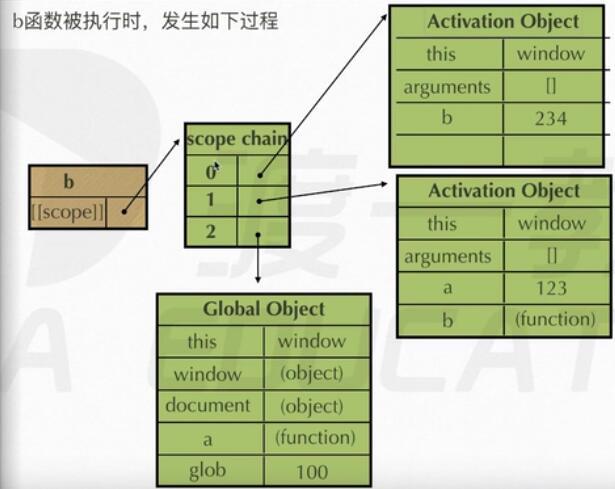 b函数被执行时，发生如下过程
Activation Object
this window
arguments []
b 234
scope chain
0
1
2
b
[[scope]]
Activation Object
this window
arguments []
a 123
b (function)
Global Object
this window
window (object)
document (object)
a (function)
glob 100